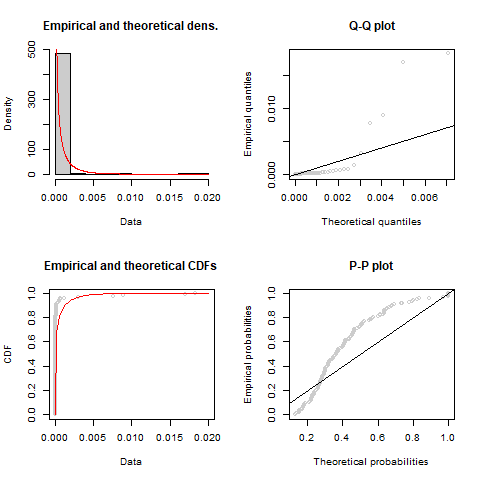 Empirical and theoretical dens.
Density
0 100 300 500
0.000 0.005 0.010 0.015 0.020
Data
Q-Q plot
Empirical quantiles
0.000 0.010
0.000 0.002 0.004 0.006
Theoretical quantiles
Empirical and theoretical CDFs
CDF
0.0 0.2 0.4 0.6 0.8 1.0
0.000 0.005 0.010 0.015 0.020
Data
P-P plot
Empirical probabilities
0.0 0.2 0.4 0.6 0.8 1.0
0.2 0.4 0.6 0.8 1.0
Theoretical probabilities